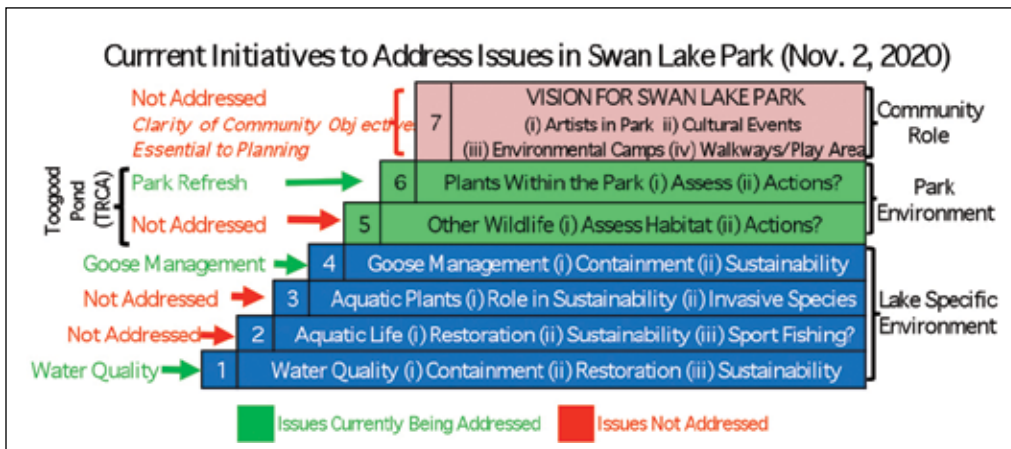 Currrent Initiatives to Address Issues in Swan Lake Park (Nov. 2, 2020)
Not Addressed
Clarity of Community Objective
Essential to Planning
7
VISION FOR SWAN LAKE PARK
(i) Artists in Park ii) Cultural Events
(iii) Environmental Camps (iv) Walkways/Play Area
Community
Role
Toogood
Pond
(TRCA)
Park Refresh
6
Plants Within the Park (i) Assess (ii) Actions?
Not Addressed
5
Other Wildlife (i) Assess Habitat (ii) Actions?
Park
Environment
Goose Management
4
Goose Management (i) Containment (ii) Sustainability
Not Addressed
3
Aquatic Plants (i) Role in Sustainability (ii) Invasive Species
Not Addressed
2
Aquatic Life (i) Restoration (ii) Sustainability (iii) Sport Fishing?
Water Quality
1
Water Quality (i) Containment (ii) Restoration (iii) Sustainability
Lake Specific
Environment
Issues Currently Being Addressed
Issues Not Addressed